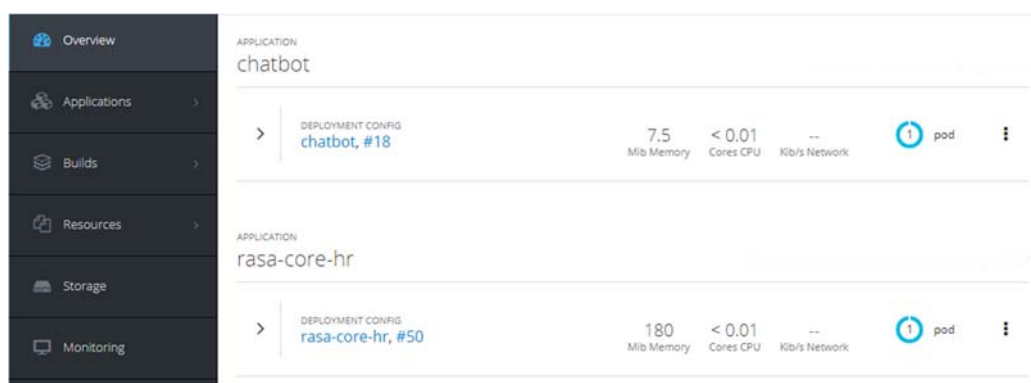 Overview
Applications
Builds
Resources
Storage
Monitoring
APPLICATION
chatbot
DEPLOYMENT CONFIG
chatbot, #18
7.5 < 0.01 -- 1 pod
Mib Memory Cores CPU Kib/s Network
APPLICATION
rasa-core-hr
DEPLOYMENT CONFIG
rasa-core-hr, #50
180 < 0.01 -- 1 pod
Mib Memory Cores CPU Kib/s Network